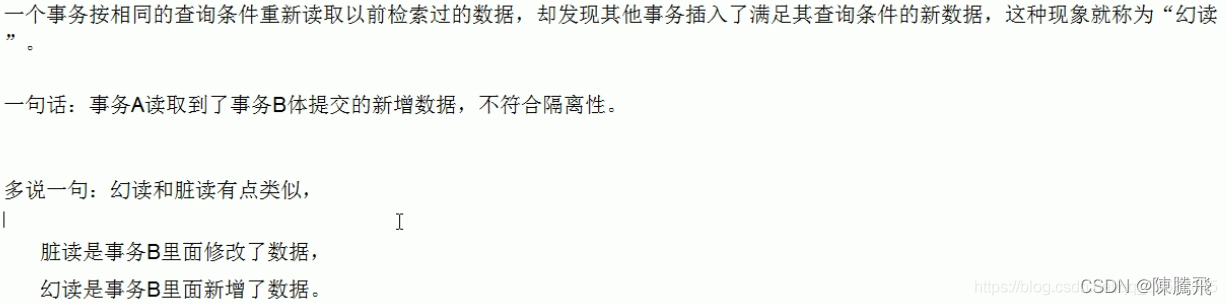 一个事务按相同的查询条件重新读取以前检索过的数据，却发现其他事务插入了满足其查询条件的新数据，这种现象就称为“幻读
”。
一句话：事务A读取到了事务B体提交的新增数据，不符合隔离性。
多说一句：幻读和脏读有点类似，
脏读是事务B里面修改了数据，
幻读是事务B里面新增了数据。
CSDN @陳騰飛